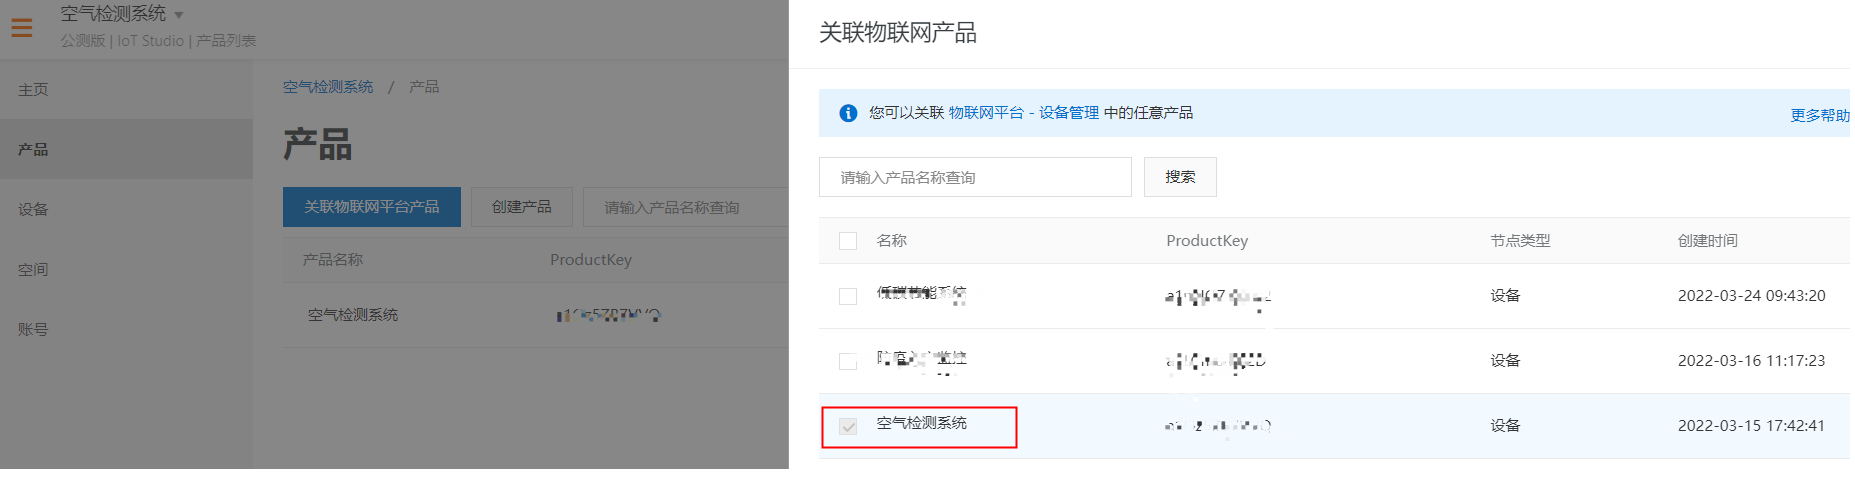 空气检测系统
公测版 | IoT Studio | 产品列表
主页
产品
设备
空间
账号
空气检测系统 / 产品
产品
关联物联网平台产品 创建产品 请输入产品名称查询
产品名称 ProductKey
空气检测系统
关联物联网产品
您可以关联 物联网平台 - 设备管理 中的任意产品
更多帮助
请输入产品名称查询 搜索
名称 ProductKey 节点类型 创建时间
设备 2022-03-24 09:43:20
设备 2022-03-16 11:17:23
空气检测系统 设备 2022-03-15 17:42:41